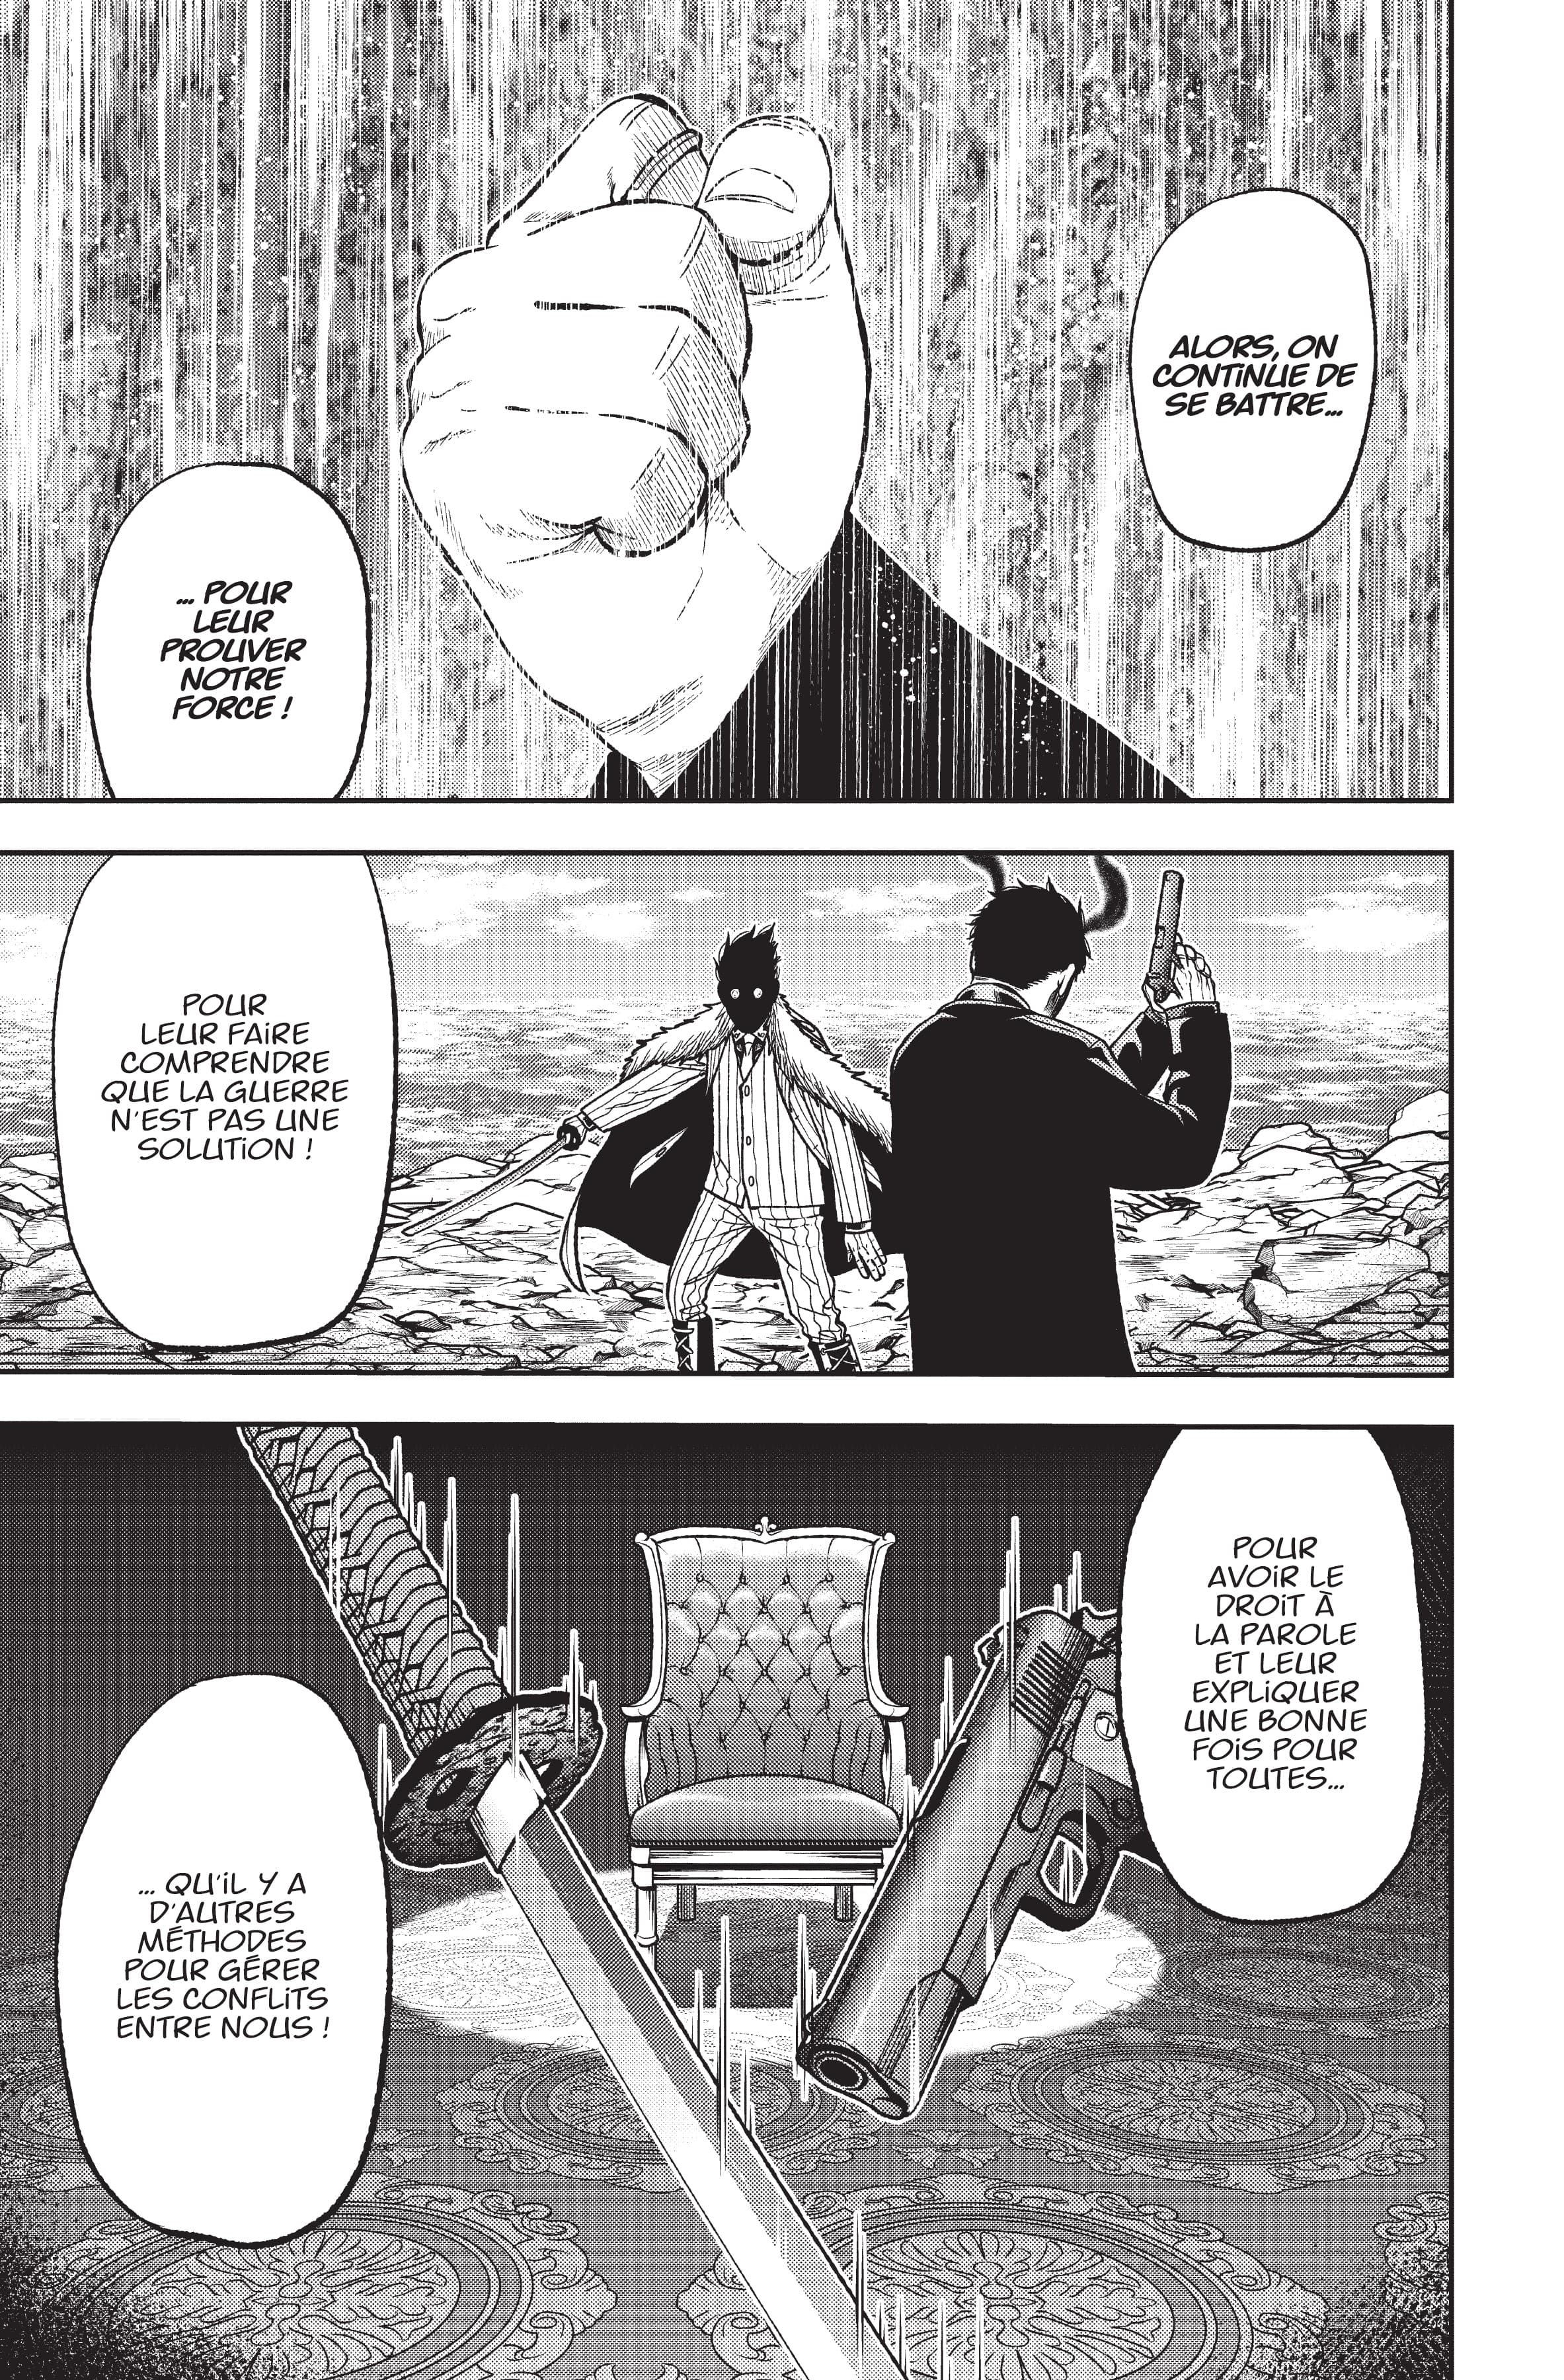 ALORS, ON
CONTINUE DE
SE BATTRE...
... POUR
LEUR
PROUVER
NOTRE
FORCE !
POUR
LEUR FAIRE
COMPRENDRE
QUE LA GUERRE
N'EST PAS UNE
SOLUTION !
POUR
AVOIR LE
DROIT À
LA PAROLE
ET LEUR
EXPLIQUER
UNE BONNE
FOIS POUR
TOUTES...
... QU'IL Y A
D'AUTRES
MÉTHODES
POUR GÉRER
LES CONFLITS
ENTRE NOUS !